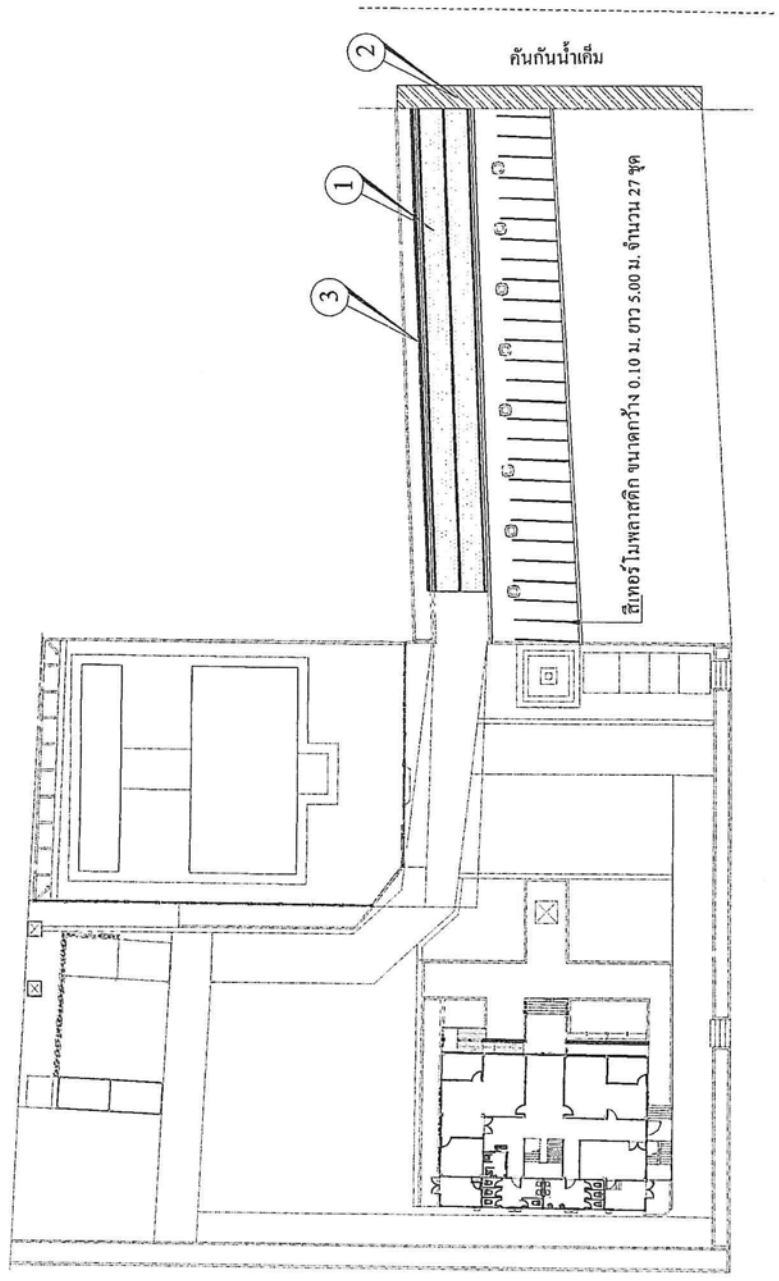 คันกันน้ำเค็ม
2
1
3
สีเทอร์โมพลาสติก ขนาดกว้าง 0.10 ม. ยาว 5.00 ม. จำนวน 27 ชุด